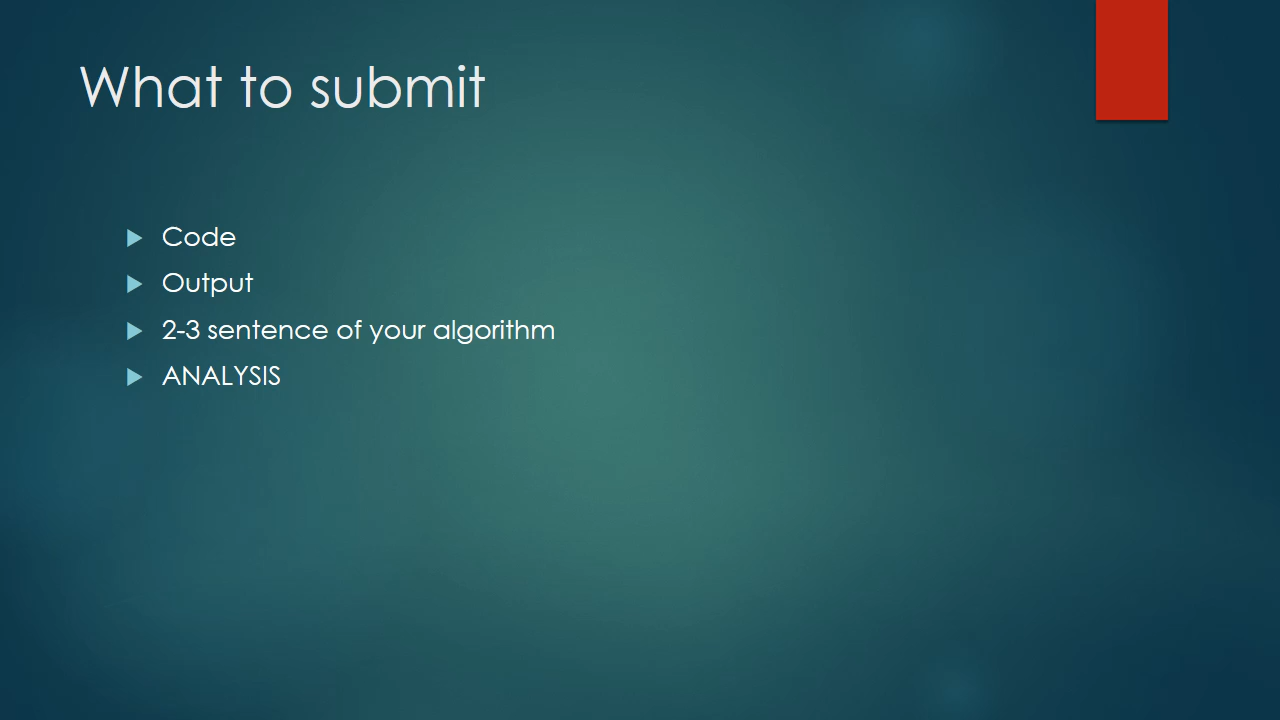 What to submit
Code
Output
2-3 sentence of your algorithm
ANALYSIS